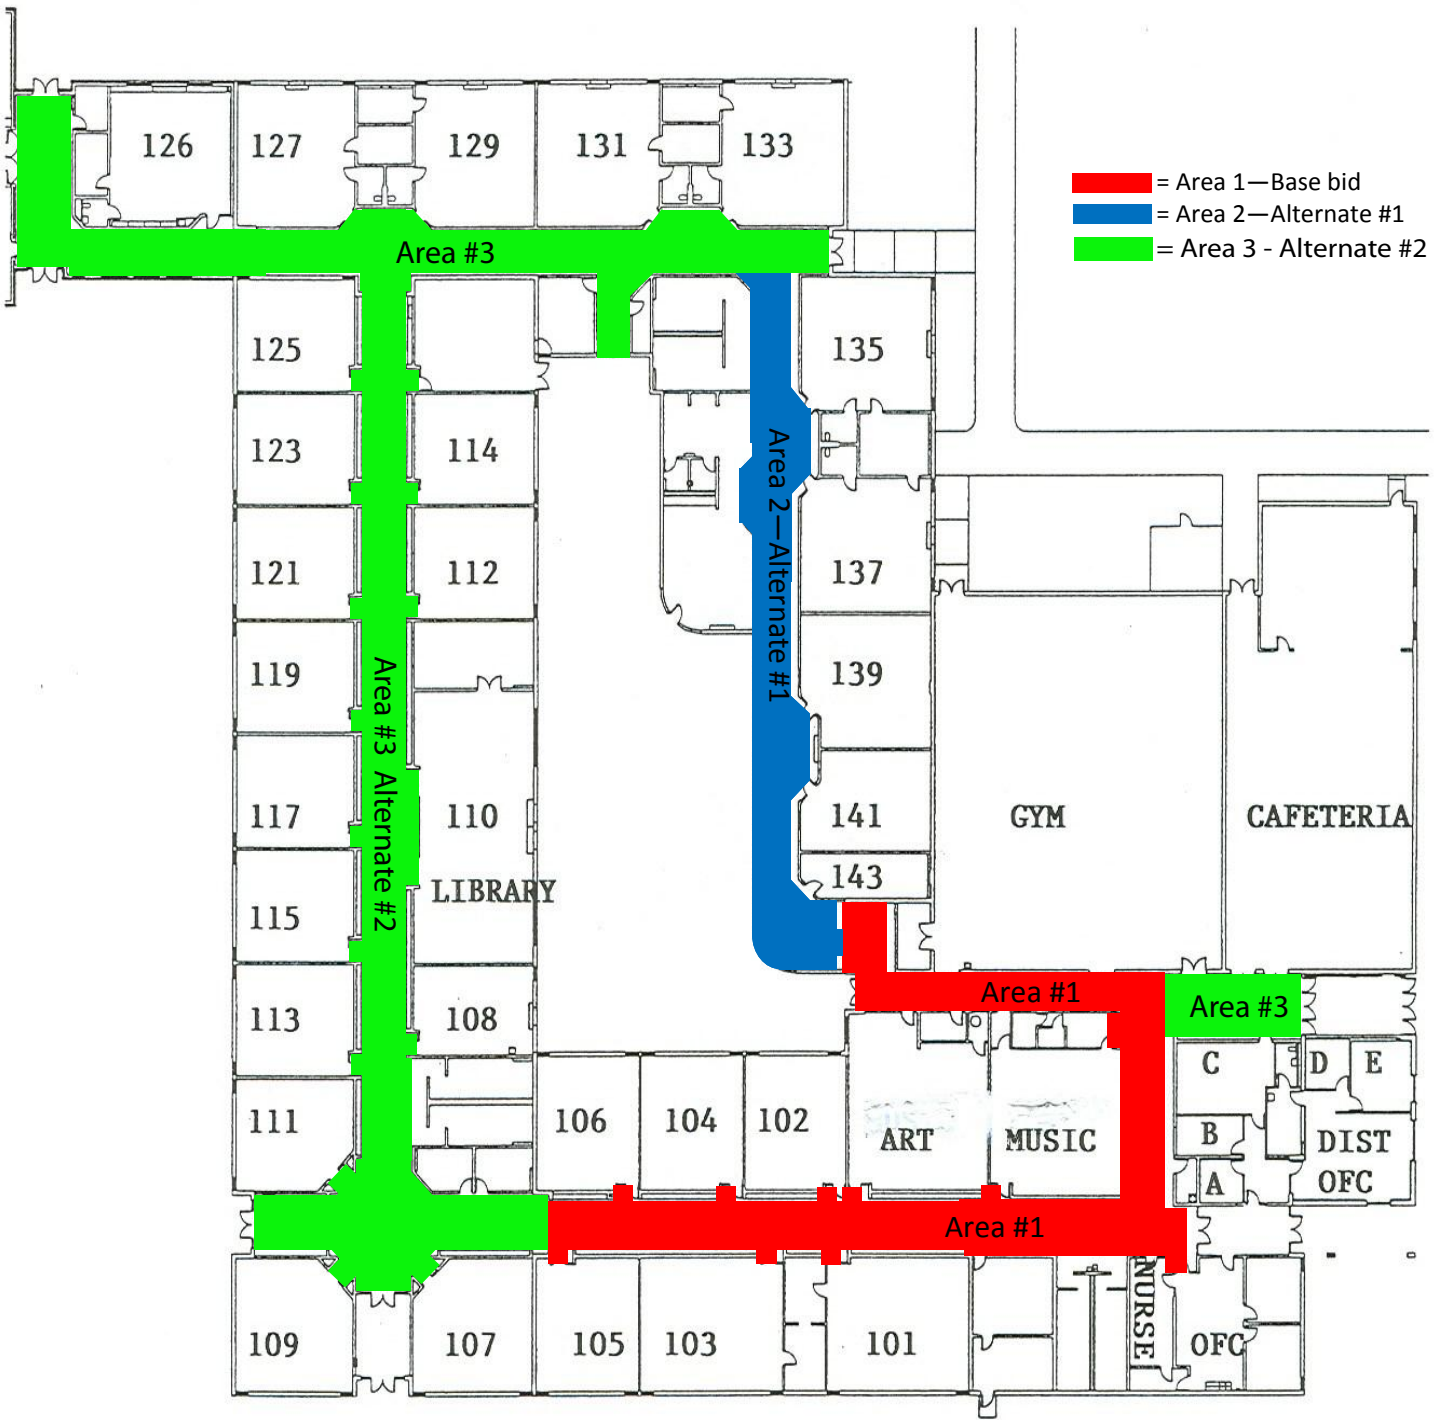 126
127
129
131
133
= Area 1—Base bid
= Area 2—Alternate #1
= Area 3 - Alternate #2
Area #3
125
135
123
114
Area 2—Alternate #1
121
112
137
119
139
Area #3 Alternate #2
117
110
141
GYM
CAFETERIA
LIBRARY
143
115
113
108
Area #1
Area #3
C
D
E
111
106
104
102
ART
MUSIC
B
DIST
A
OFC
Area #1
109
107
105
103
101
NURSE
OFC